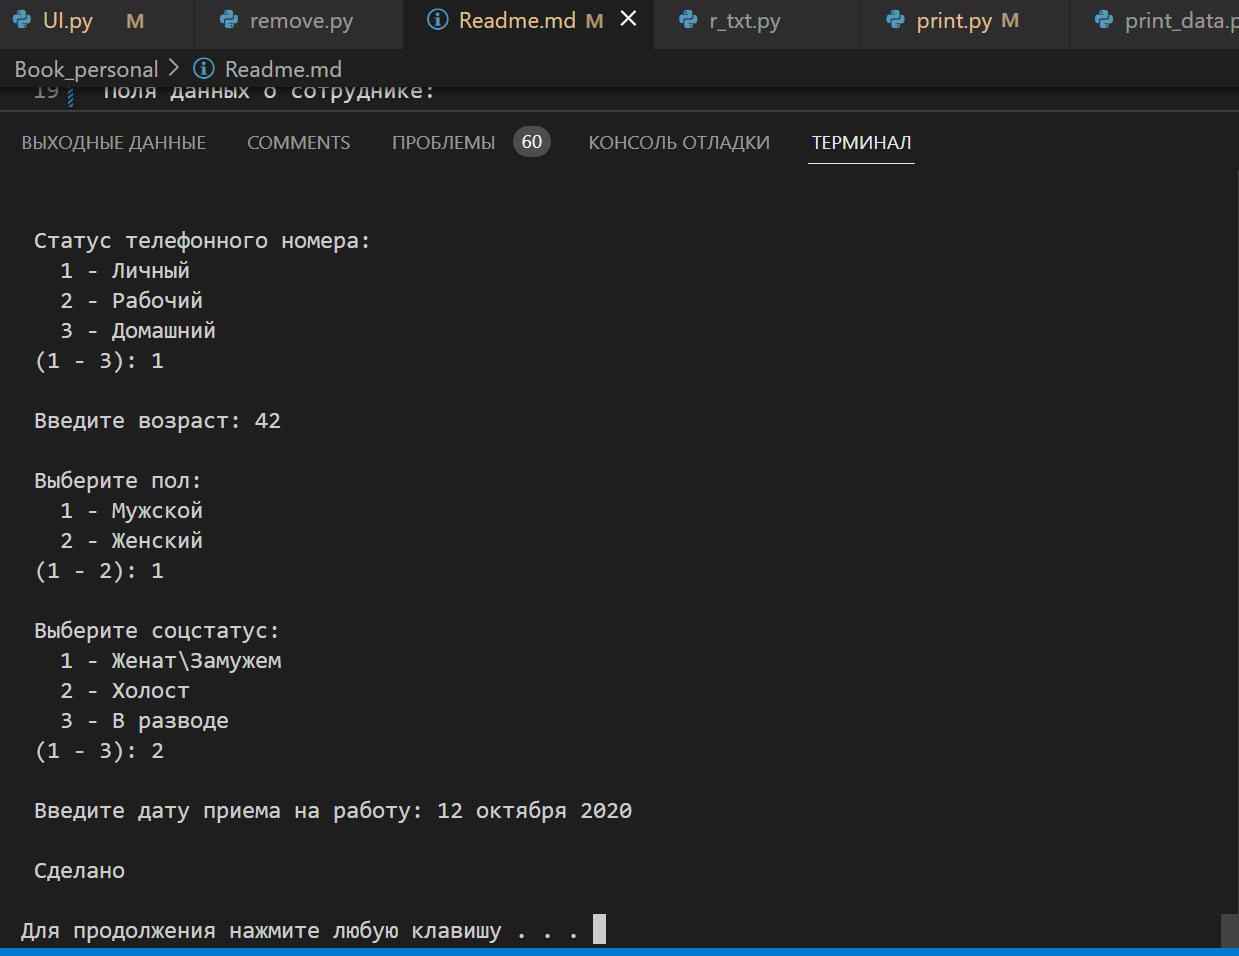 UI.py M remove.py Readme.md M r_txt.py print.py M print_data.p
Book_personal > Readme.md
19 Поля данных о сотруднике:
ВЫХОДНЫЕ ДАННЫЕ COMMENTS ПРОБЛЕМЫ 60 КОНСОЛЬ ОТЛАДКИ ТЕРМИНАЛ
Статус телефонного номера:
1 - Личный
2 - Рабочий
3 - Домашний
(1 - 3): 1
Введите возраст: 42
Выберите пол:
1 - Мужской
2 - Женский
(1 - 2): 1
Выберите соцстатус:
1 - Женат\Замужем
2 - Холост
3 - В разводе
(1 - 3): 2
Введите дату приема на работу: 12 октября 2020
Сделано
Для продолжения нажмите любую клавишу . . .